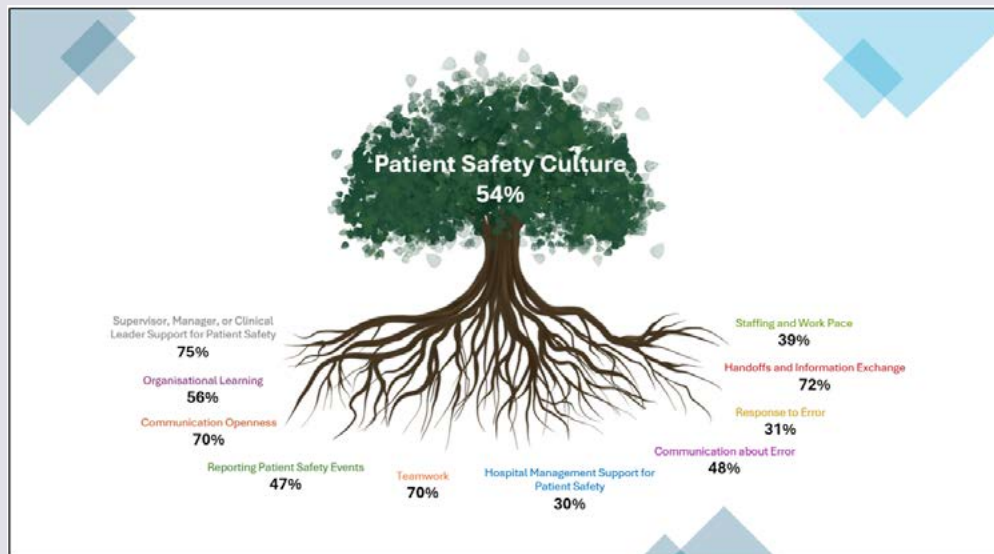 Patient Safety Culture
54%
Supervisor, Manager, or Clinical
Leader Support for Patient Safety
75%
Organisational Learning
56%
Communication Openness
70%
Reporting Patient Safety Events
47%
Teamwork
70%
Hospital Management Support for
Patient Safety
30%
Communication about Error
48%
Response to Error
31%
Handoffs and Information Exchange
72%
Staffing and Work Pace
39%